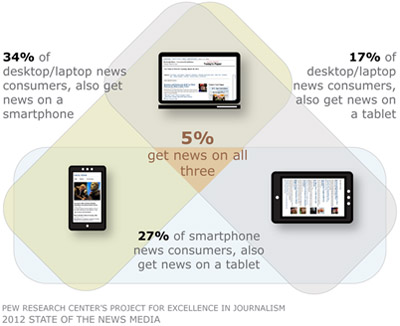 34% of
desktop/laptop news
consumers, also get
news on a
smartphone
17% of
desktop/laptop
news consumers,
also get news on
a tablet
5%
get news on all
three
27% of smartphone
news consumers, also
get news on a tablet
PEW RESEARCH CENTER'S PROJECT FOR EXCELLENCE IN JOURNALISM
2012 STATE OF THE NEWS MEDIA